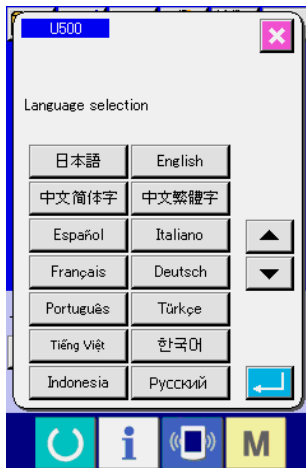 U500
Language selection
日本語 English
中文简体字 中文繁體字
Español Italiano
Français Deutsch
Português Türkçe
Tiếng Việt 한국어
Indonesia Русский
i M